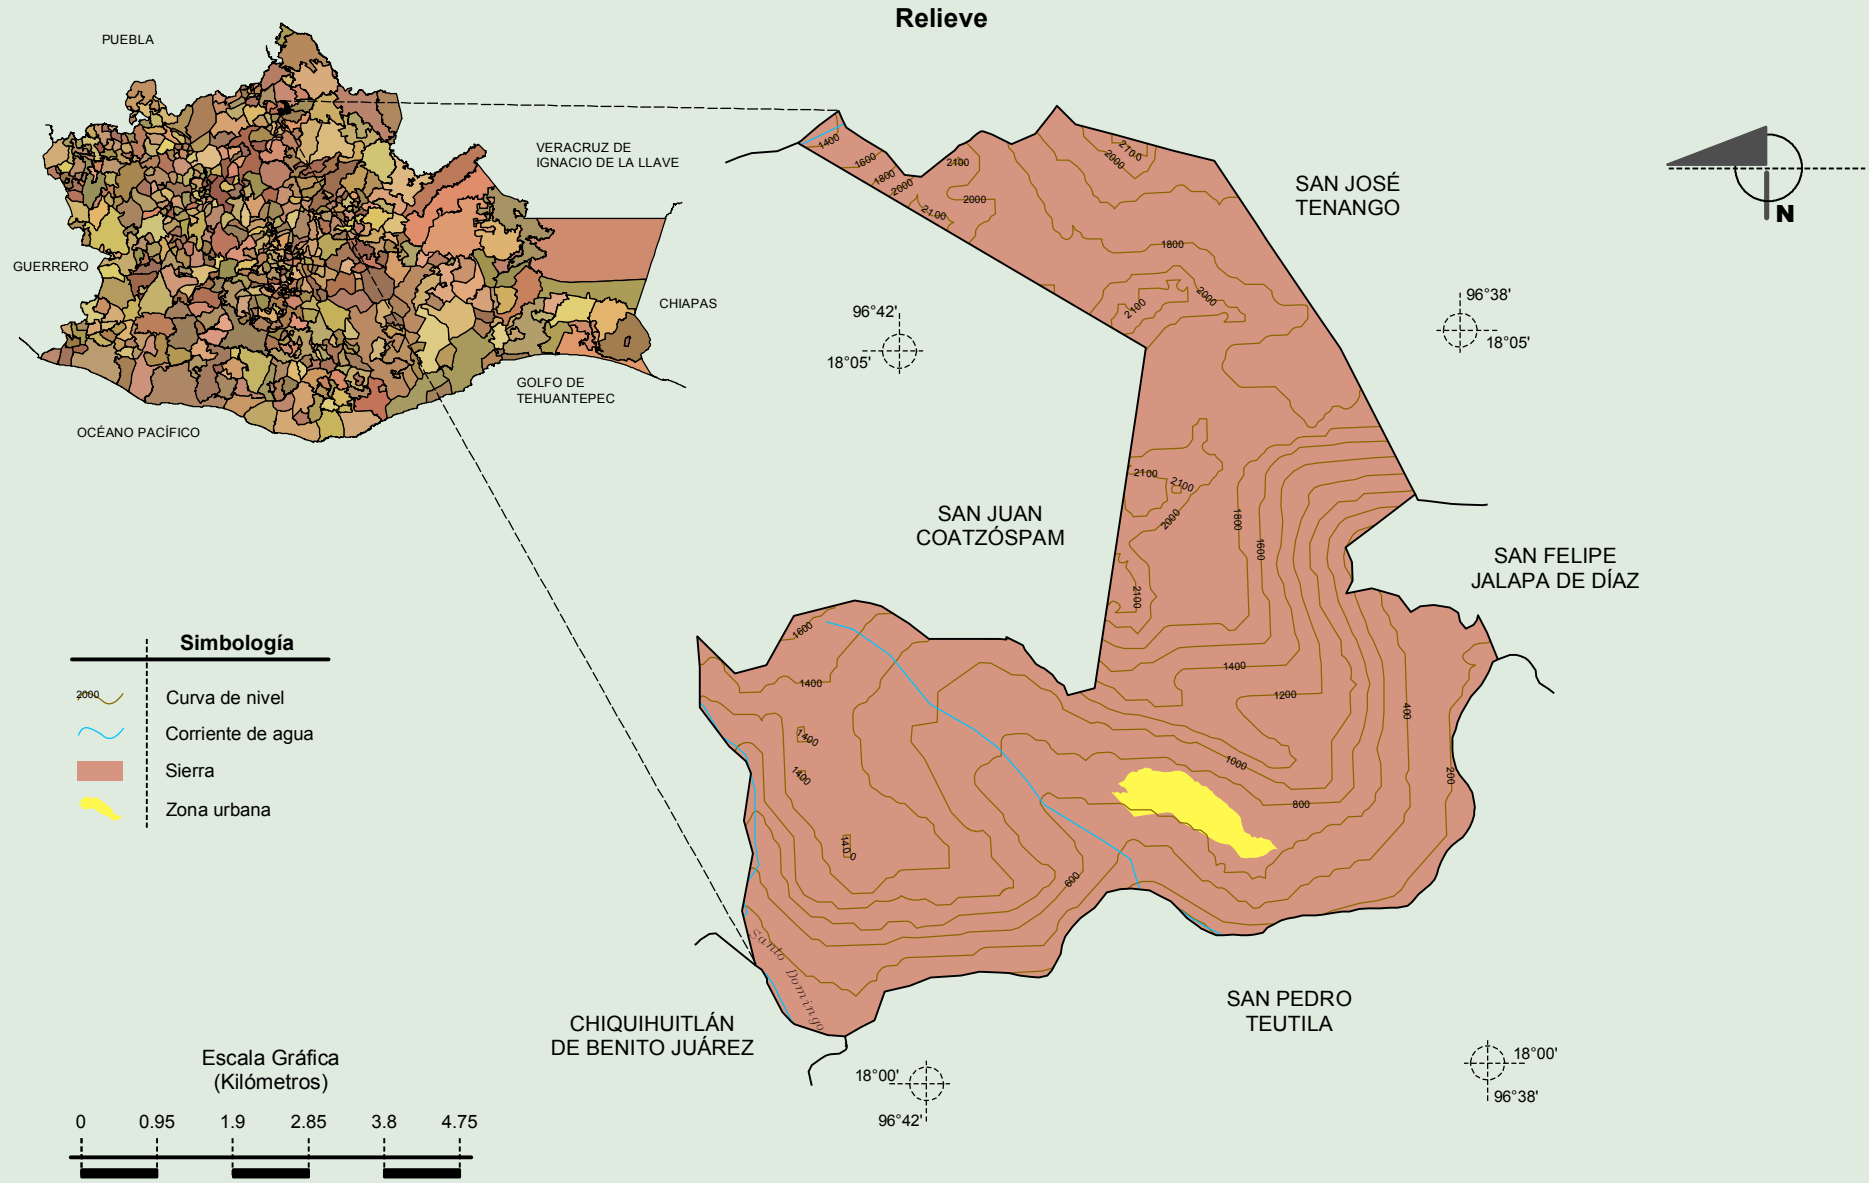 Relieve
PUEBLA
VERACRUZ DE
IGNACIO DE LA LLAVE
GUERRERO
CHIAPAS
GOLFO DE
TEHUANTEPEC
OCÉANO PACÍFICO
N
SAN JOSÉ
TENANGO
96°42'
18°05'
96°38'
18°05'
SAN JUAN
COATZÓSPAM
SAN FELIPE
JALAPA DE DÍAZ
SAN PEDRO
TEUTILA
CHIQUIHUITLÁN
DE BENITO JUÁREZ
18°00'
96°42'
18°00'
96°38'
1400
1600
1800
2000
2100
2100
2000
2100
2000
1800
2000
2100
2100
2100
2000
1800
1600
2100
1600
1400
1400
1400
1400
1400
1200
400
1000
800
200
600
Santo Domingo
Simbología
2000
Curva de nivel
Corriente de agua
Sierra
Zona urbana
Escala Gráfica
(Kilómetros)
0 0.95 1.9 2.85 3.8 4.75